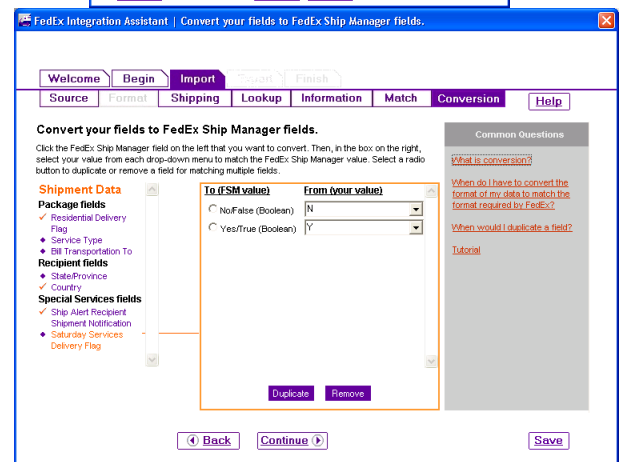 FedEx Integration Assistant | Convert your fields to FedEx Ship Manager fields.
Welcome Begin Import Export Finish
Source Format Shipping Lookup Information Match Conversion Help
Convert your fields to FedEx Ship Manager fields.
Click the FedEx Ship Manager field on the left that you want to convert. Then, in the box on the right,
select your value from each drop-down menu to match the FedEx Ship Manager value. Select a radio
button to duplicate or remove a field for matching multiple fields.
Shipment Data
Package fields
Residential Delivery
Flag
Service Type
Bill Transportation To
Recipient fields
State/Province
Country
Special Services fields
Ship Alert Recipient
Shipment Notification
Saturday Services
Delivery Flag
To (FSM value) From (your value)
No/False (Boolean) N
Yes/True (Boolean) Y
Duplicate Remove
Common Questions
What is conversion?
When do I have to convert the
format of my data to match the
format required by FedEx?
When would I duplicate a field?
Tutorial
Back Continue Save